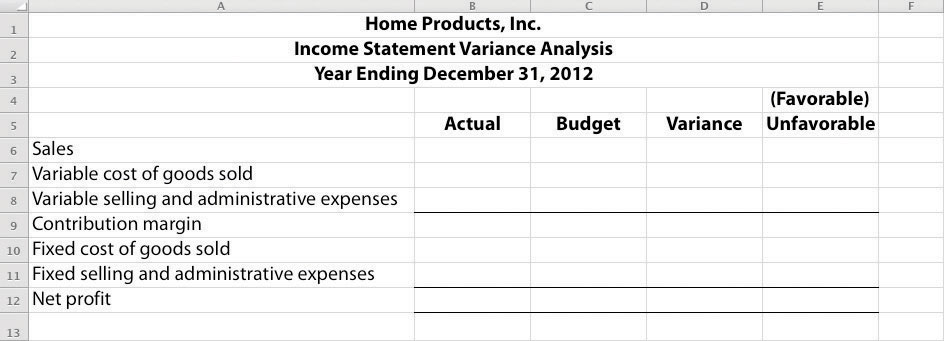 A B C D E F
1 Home Products, Inc.
2 Income Statement Variance Analysis
3 Year Ending December 31, 2012
4 (Favorable)
5 Actual Budget Variance Unfavorable
6 Sales
7 Variable cost of goods sold
8 Variable selling and administrative expenses
9 Contribution margin
10 Fixed cost of goods sold
11 Fixed selling and administrative expenses
12 Net profit
13